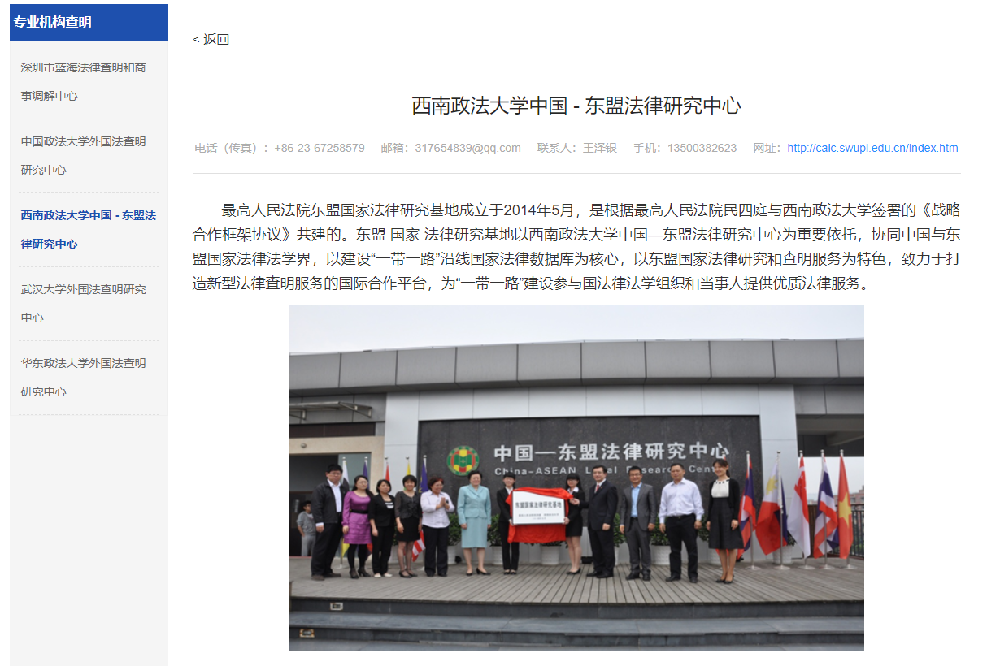 专业机构查明
深圳市蓝海法律查明和商
事调解中心
中国政法大学外国法查明
研究中心
西南政法大学中国 - 东盟法
律研究中心
武汉大学外国法查明研究
中心
华东政法大学外国法查明
研究中心
< 返回
西南政法大学中国 - 东盟法律研究中心
电话（传真）：+86-23-67258579 邮箱：317654839@qq.com 联系人：王泽银 手机：13500382623 网址：http://calc.swupl.edu.cn/index.htm
最高人民法院东盟国家法律研究基地成立于2014年5月，是根据最高人民法院民四庭与西南政法大学签署的《战略
合作框架协议》共建的。东盟 国家 法律研究基地以西南政法大学中国—东盟法律研究中心为重要依托，协同中国与东
盟国家法律法学界，以建设“一带一路”沿线国家法律数据库为核心，以东盟国家法律研究和查明服务为特色，致力于打
造新型法律查明服务的国际合作平台，为“一带一路”建设参与国法律法学组织和当事人提供优质法律服务。
中国—东盟法律研究中心
China-ASEAN Legal Research Cent
东盟国家法律研究基地